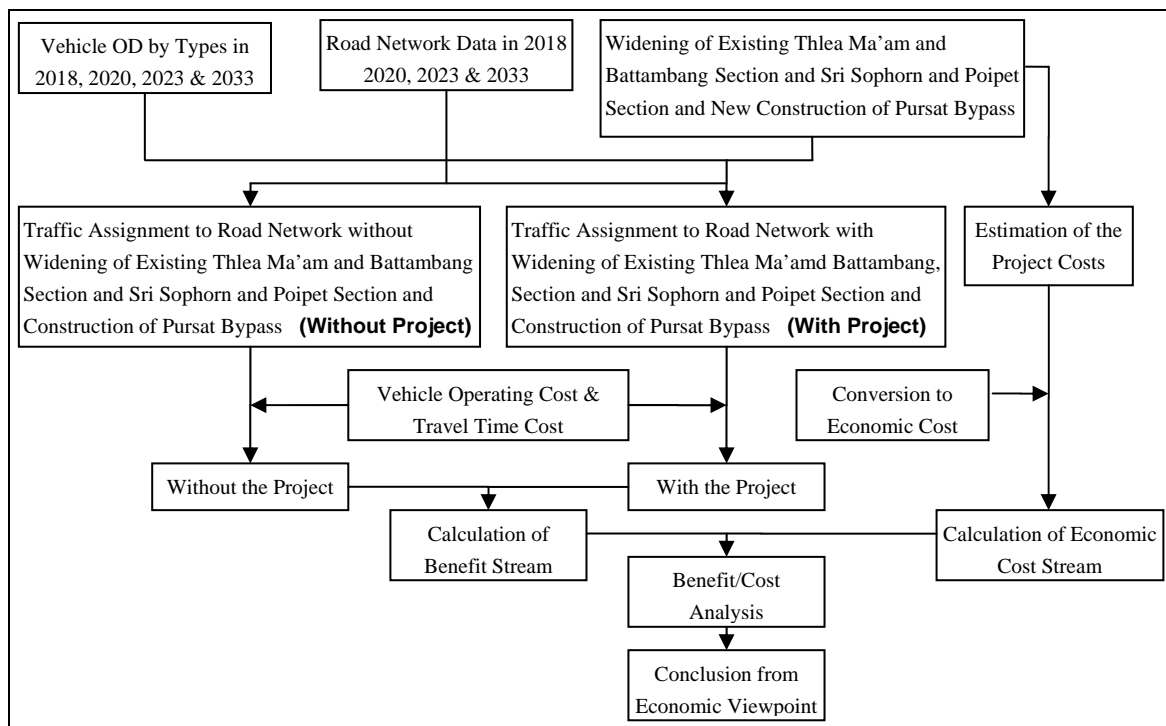 Vehicle OD by Types in
2018, 2020, 2023 & 2033
Road Network Data in 2018
2020, 2023 & 2033
Widening of Existing Thlea Ma’am and
Battambang Section and Sri Sophorn and Poipet
Section and New Construction of Pursat Bypass
Traffic Assignment to Road Network without
Widening of Existing Thlea Ma’am and Battambang
Section and Sri Sophorn and Poipet Section and
Construction of Pursat Bypass (Without Project)
Traffic Assignment to Road Network with
Widening of Existing Thlea Ma’amd Battambang,
Section and Sri Sophorn and Poipet Section and
Construction of Pursat Bypass (With Project)
Estimation of the
Project Costs
Vehicle Operating Cost &
Travel Time Cost
Conversion to
Economic Cost
Without the Project
With the Project
Calculation of
Benefit Stream
Calculation of Economic
Cost Stream
Benefit/Cost
Analysis
Conclusion from
Economic Viewpoint